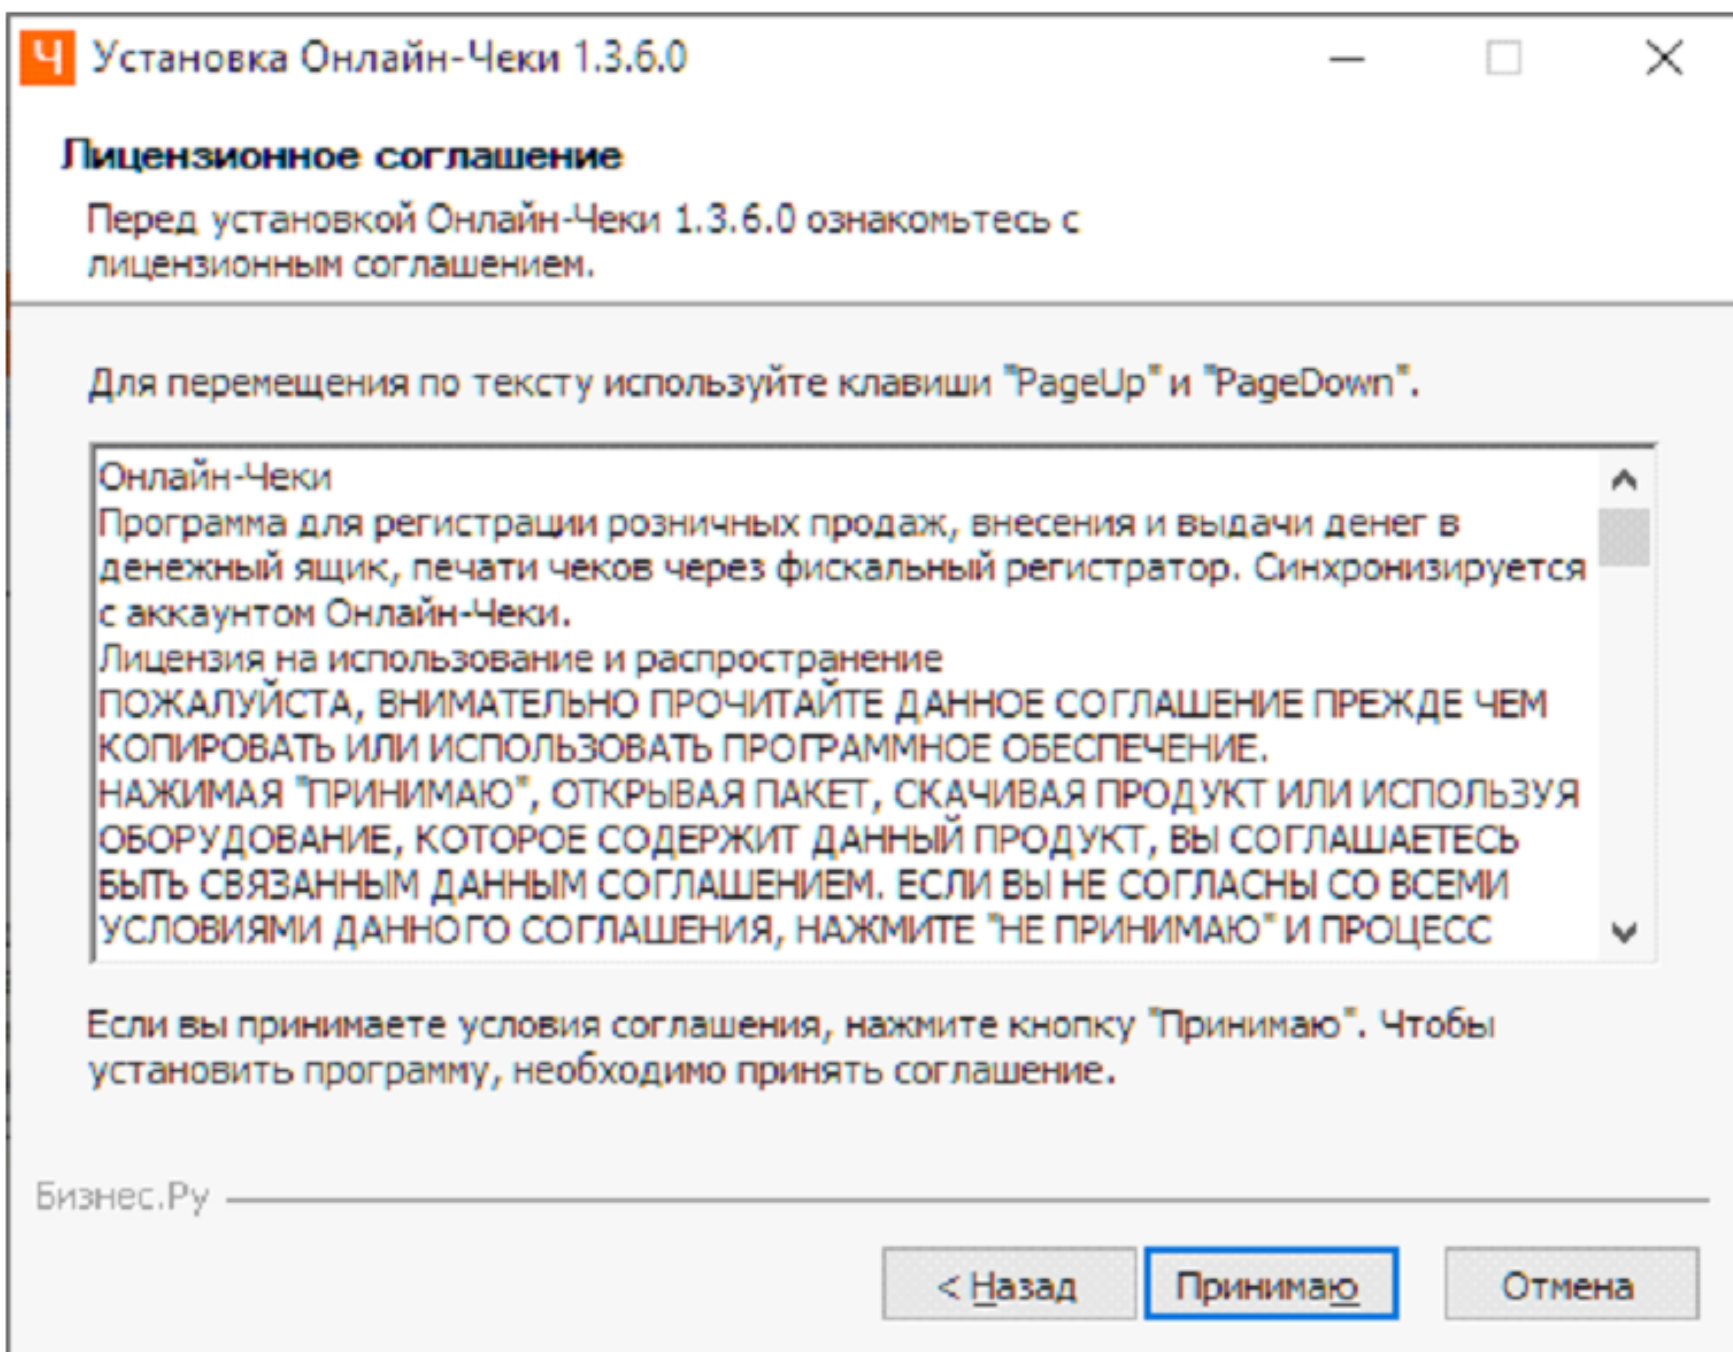 Ч Установка Онлайн-Чеки 1.3.6.0
Лицензионное соглашение
Перед установкой Онлайн-Чеки 1.3.6.0 ознакомьтесь с
лицензионным соглашением.
Для перемещения по тексту используйте клавиши "PageUp" и "PageDown".
Онлайн-Чеки
Программа для регистрации розничных продаж, внесения и выдачи денег в
денежный ящик, печати чеков через фискальный регистратор. Синхронизируется
с аккаунтом Онлайн-Чеки.
Лицензия на использование и распространение
ПОЖАЛУЙСТА, ВНИМАТЕЛЬНО ПРОЧИТАЙТЕ ДАННОЕ СОГЛАШЕНИЕ ПРЕЖДЕ ЧЕМ
КОПИРОВАТЬ ИЛИ ИСПОЛЬЗОВАТЬ ПРОГРАММНОЕ ОБЕСПЕЧЕНИЕ.
НАЖИМАЯ "ПРИНИМАЮ", ОТКРЫВАЯ ПАКЕТ, СКАЧИВАЯ ПРОДУКТ ИЛИ ИСПОЛЬЗУЯ
ОБОРУДОВАНИЕ, КОТОРОЕ СОДЕРЖИТ ДАННЫЙ ПРОДУКТ, ВЫ СОГЛАШАЕТЕСЬ
БЫТЬ СВЯЗАННЫМ ДАННЫМ СОГЛАШЕНИЕМ. ЕСЛИ ВЫ НЕ СОГЛАСНЫ СО ВСЕМИ
УСЛОВИЯМИ ДАННОГО СОГЛАШЕНИЯ, НАЖМИТЕ "НЕ ПРИНИМАЮ" И ПРОЦЕСС
Если вы принимаете условия соглашения, нажмите кнопку "Принимаю". Чтобы
установить программу, необходимо принять соглашение.
Бизнес.Ру
< Назад Принимаю Отмена